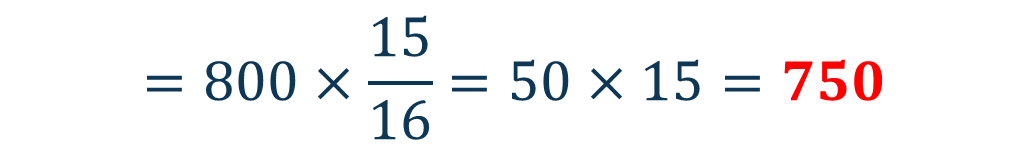 = 800 × 15/16 = 50 × 15 = 750